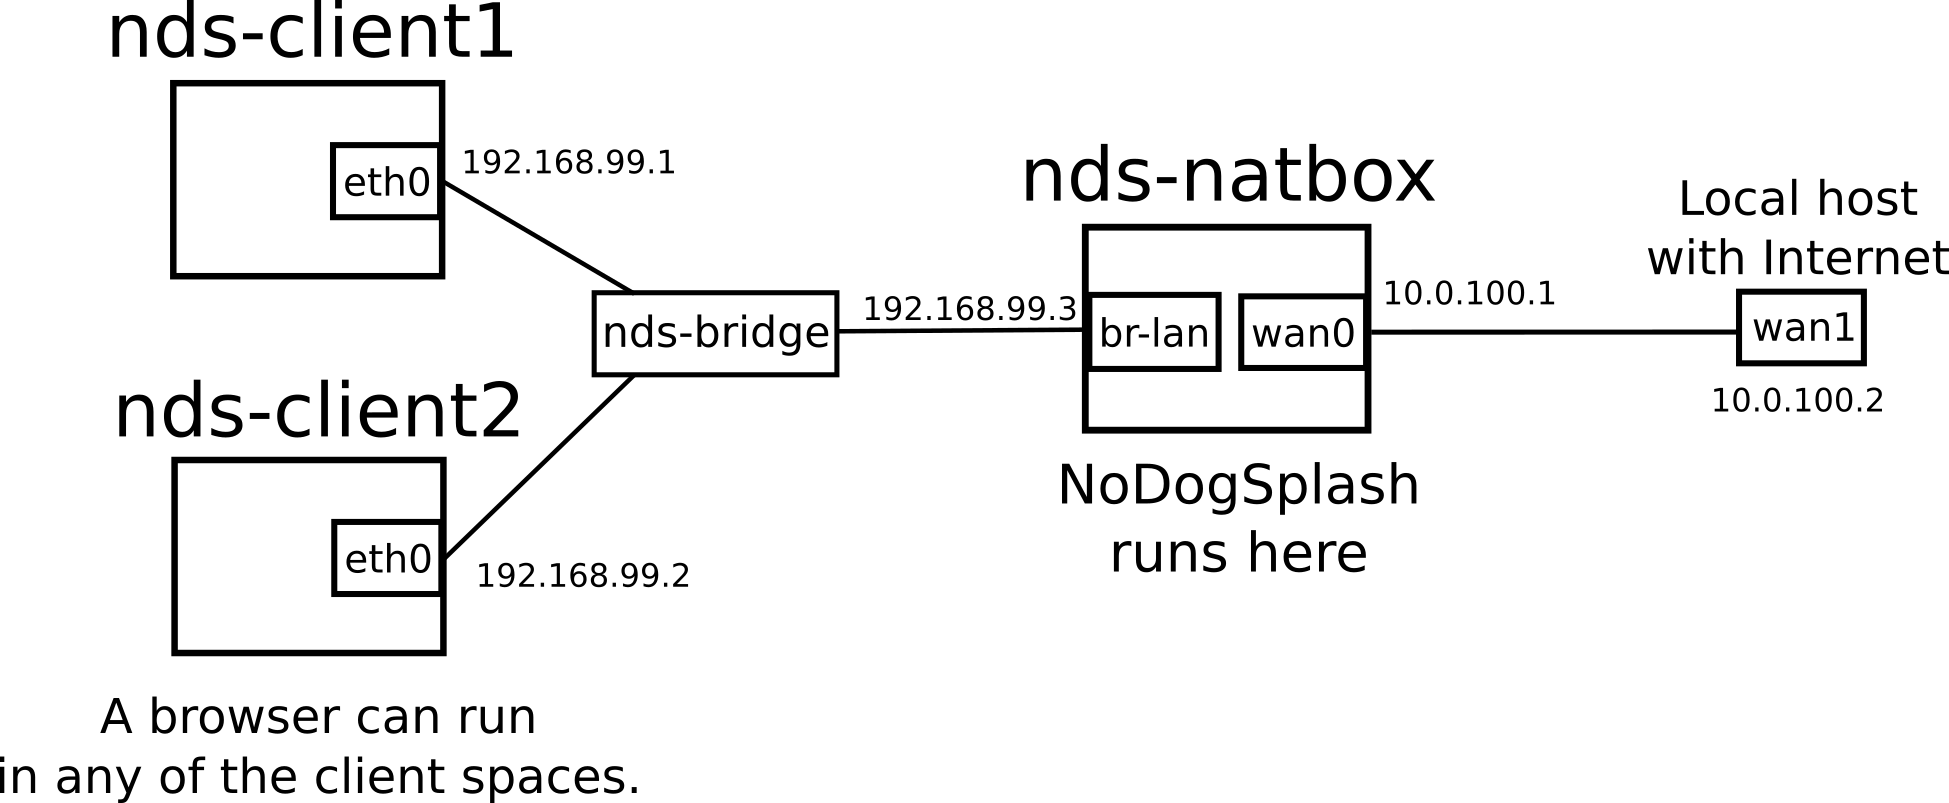 nds-client1
eth0
192.168.99.1
nds-bridge
nds-client2
eth0
192.168.99.2
A browser can run
in any of the client spaces.
192.168.99.3
nds-natbox
br-lan
wan0
10.0.100.1
NoDogSplash
runs here
Local host
with Internet
wan1
10.0.100.2